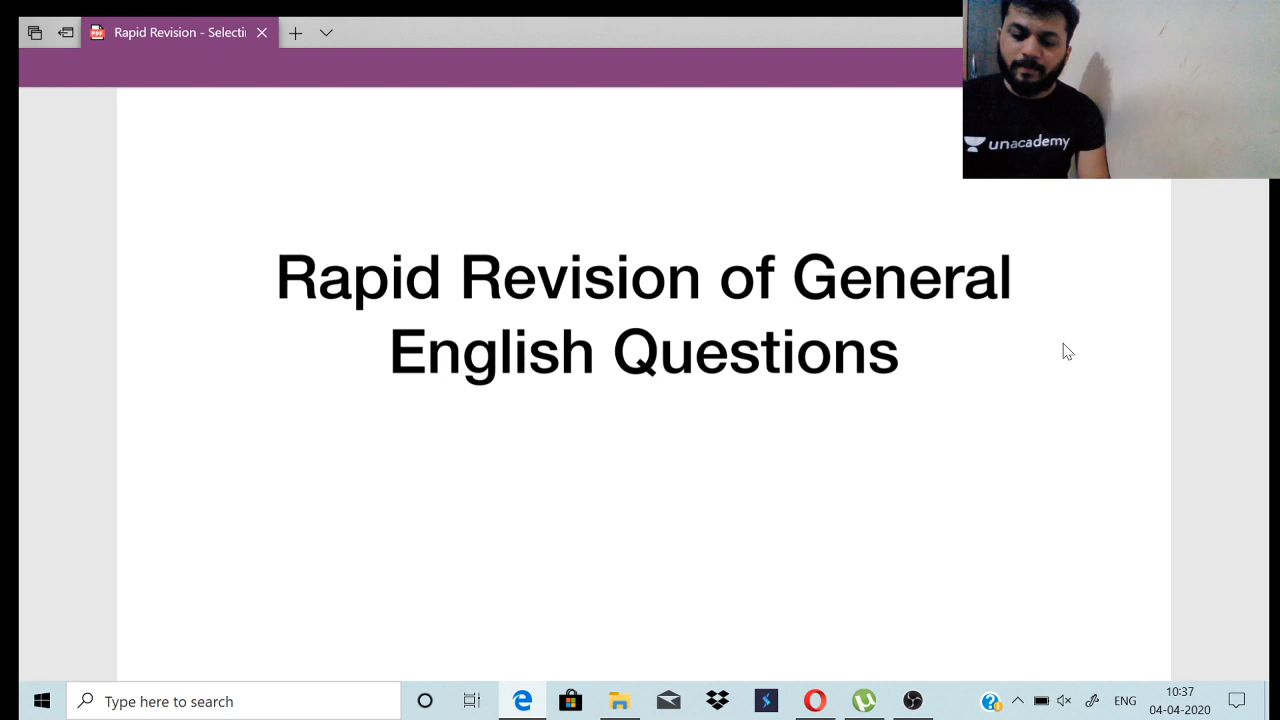 Rapid Revision - Selecti
unacademy
Rapid Revision of General
English Questions
Type here to search
ENG
10:37
04-04-2020